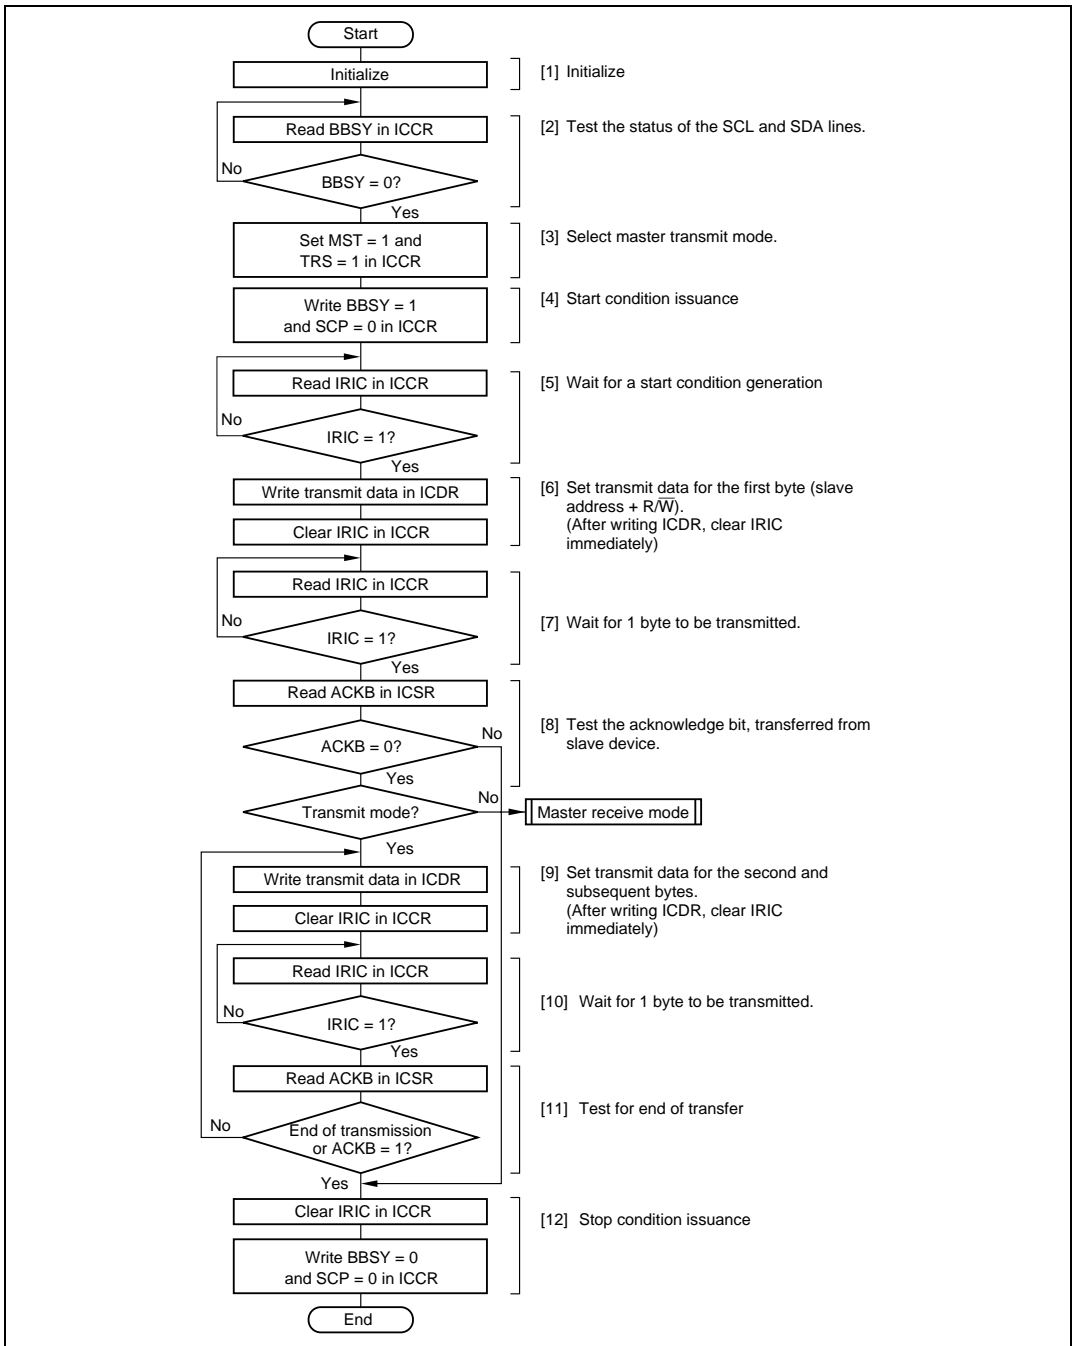 Start
Initialize
[1] Initialize
Read BBSY in ICCR
[2] Test the status of the SCL and SDA lines.
No
BBSY = 0?
Yes
Set MST = 1 and
TRS = 1 in ICCR
[3] Select master transmit mode.
Write BBSY = 1
and SCP = 0 in ICCR
[4] Start condition issuance
Read IRIC in ICCR
[5] Wait for a start condition generation
No
IRIC = 1?
Yes
Write transmit data in ICDR
Clear IRIC in ICCR
[6] Set transmit data for the first byte (slave
address + R/W̅).
(After writing ICDR, clear IRIC
immediately)
Read IRIC in ICCR
No
IRIC = 1?
[7] Wait for 1 byte to be transmitted.
Yes
Read ACKB in ICSR
ACKB = 0?
No
Yes
[8] Test the acknowledge bit, transferred from
slave device.
Transmit mode?
No
Master receive mode
Yes
Write transmit data in ICDR
Clear IRIC in ICCR
[9] Set transmit data for the second and
subsequent bytes.
(After writing ICDR, clear IRIC
immediately)
Read IRIC in ICCR
No
IRIC = 1?
[10] Wait for 1 byte to be transmitted.
Yes
Read ACKB in ICSR
No
End of transmission
or ACKB = 1?
[11] Test for end of transfer
Yes
Clear IRIC in ICCR
[12] Stop condition issuance
Write BBSY = 0
and SCP = 0 in ICCR
End